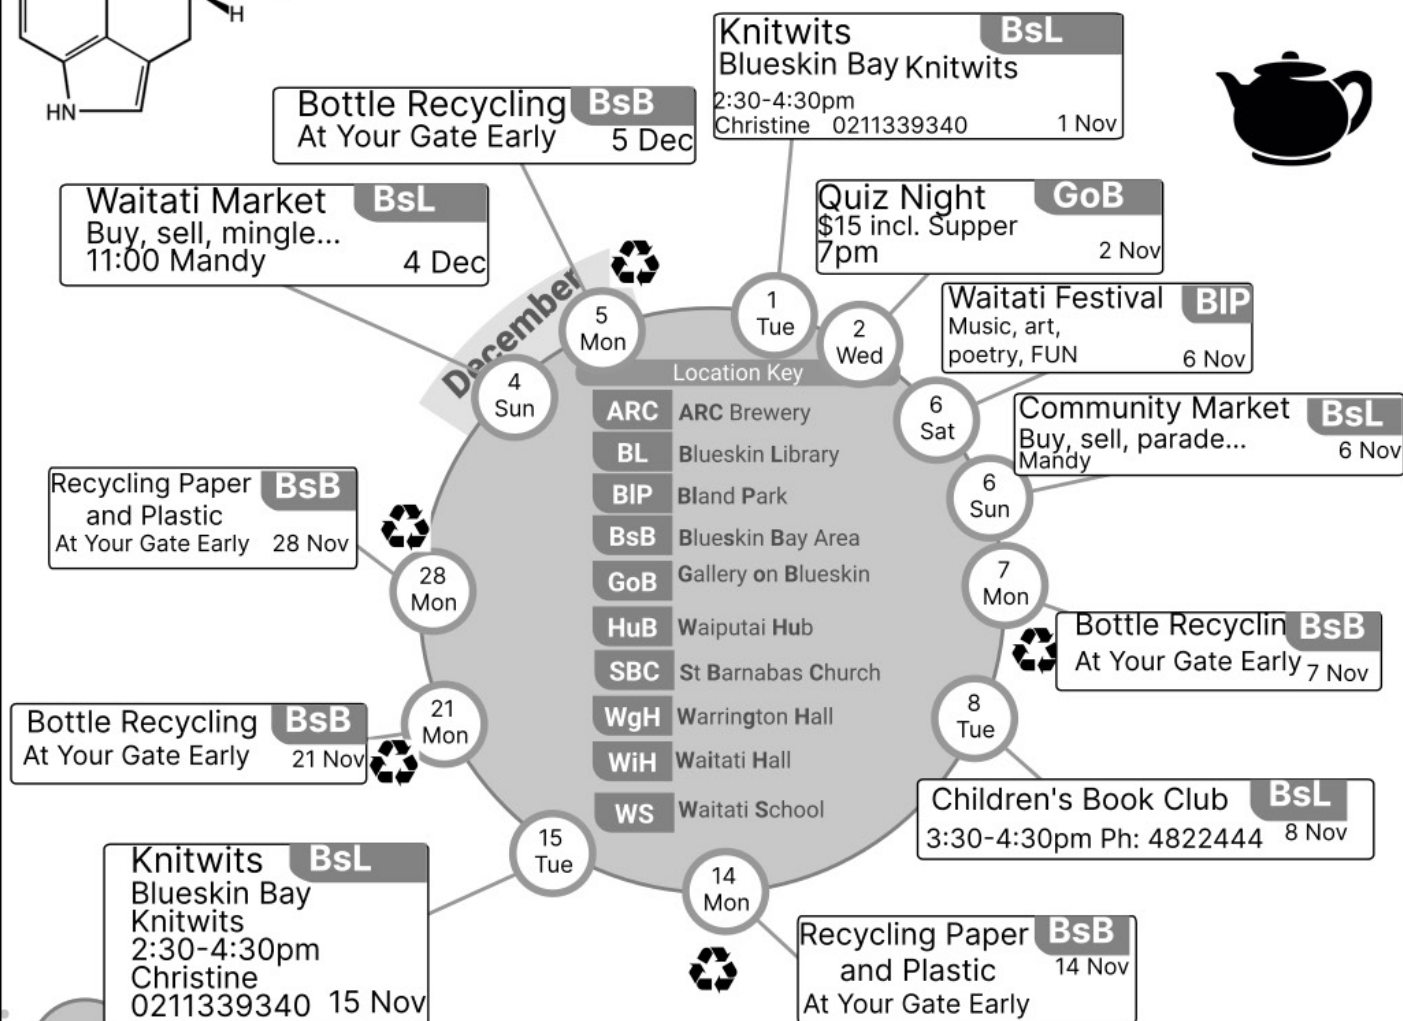 H
HN
Knitwits BsL
Blueskin Bay Knitwits
2:30-4:30pm
Christine 0211339340 1 Nov
Bottle Recycling BsB
At Your Gate Early 5 Dec
Waitati Market BsL
Buy, sell, mingle...
11:00 Mandy 4 Dec
Quiz Night GoB
$15 incl. Supper
7pm 2 Nov
Waitati Festival BlP
Music, art,
poetry, FUN 6 Nov
Community Market BsL
Buy, sell, parade...
Mandy 6 Nov
December
5
Mon
1
Tue
2
Wed
4
Sun
6
Sat
6
Sun
7
Mon
8
Tue
14
Mon
15
Tue
21
Mon
28
Mon
Location Key
ARC ARC Brewery
BL Blueskin Library
BlP Bland Park
BsB Blueskin Bay Area
GoB Gallery on Blueskin
HuB Waiputai Hub
SBC St Barnabas Church
WgH Warrington Hall
WiH Waitati Hall
WS Waitati School
Recycling Paper BsB
and Plastic
At Your Gate Early 28 Nov
Bottle Recyclin BsB
At Your Gate Early 7 Nov
Bottle Recycling BsB
At Your Gate Early 21 Nov
Children's Book Club BsL
3:30-4:30pm Ph: 4822444 8 Nov
Knitwits BsL
Blueskin Bay
Knitwits
2:30-4:30pm
Christine
0211339340 15 Nov
Recycling Paper BsB
and Plastic 14 Nov
At Your Gate Early